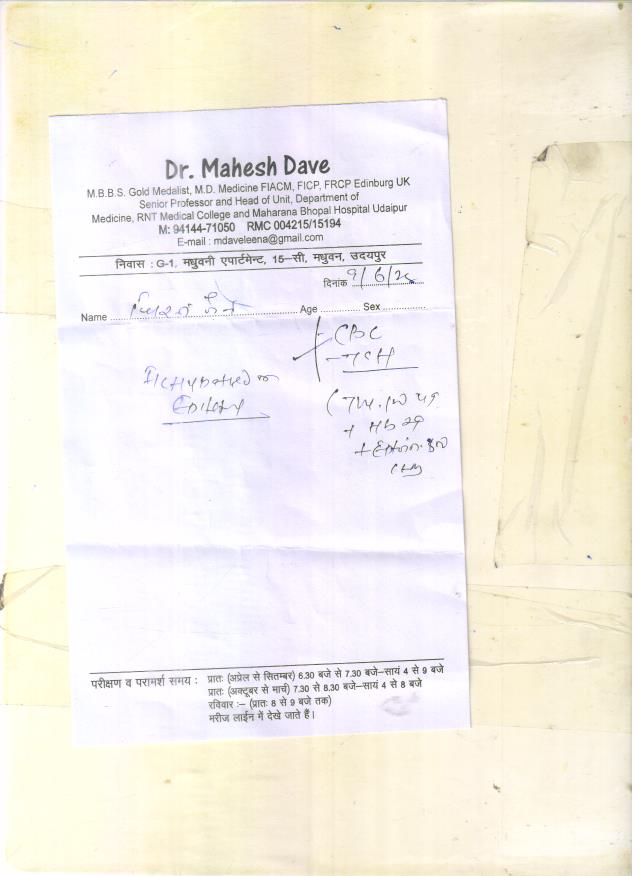 Dr. Mahesh Dave
M.B.B.S. Gold Medalist, M.D. Medicine FIACM, FICP, FRCP Edinburg UK
Senior Professor and Head of Unit, Department of
Medicine, RNT Medical College and Maharana Bhopal Hospital Udaipur
M: 94144-71050 RMC 004215/15194
E-mail : mdaveleena@gmail.com
निवास : G-1, मधुवनी एपार्टमेन्ट, 15-सी, मधुवन, उदयपुर
दिनांक
Name ........ Age ........ Sex ........
CBC
- TSH
परीक्षण व परामर्श समय : प्रातः (अप्रेल से सितम्बर) 6.30 बजे से 7.30 बजे-सायं 4 से 9 बजे
प्रातः (अक्टूबर से मार्च) 7.30 से 8.30 बजे-सायं 4 से 8 बजे
रविवार :- (प्रातः 8 से 9 बजे तक)
मरीज लाईन में देखे जाते हैं।